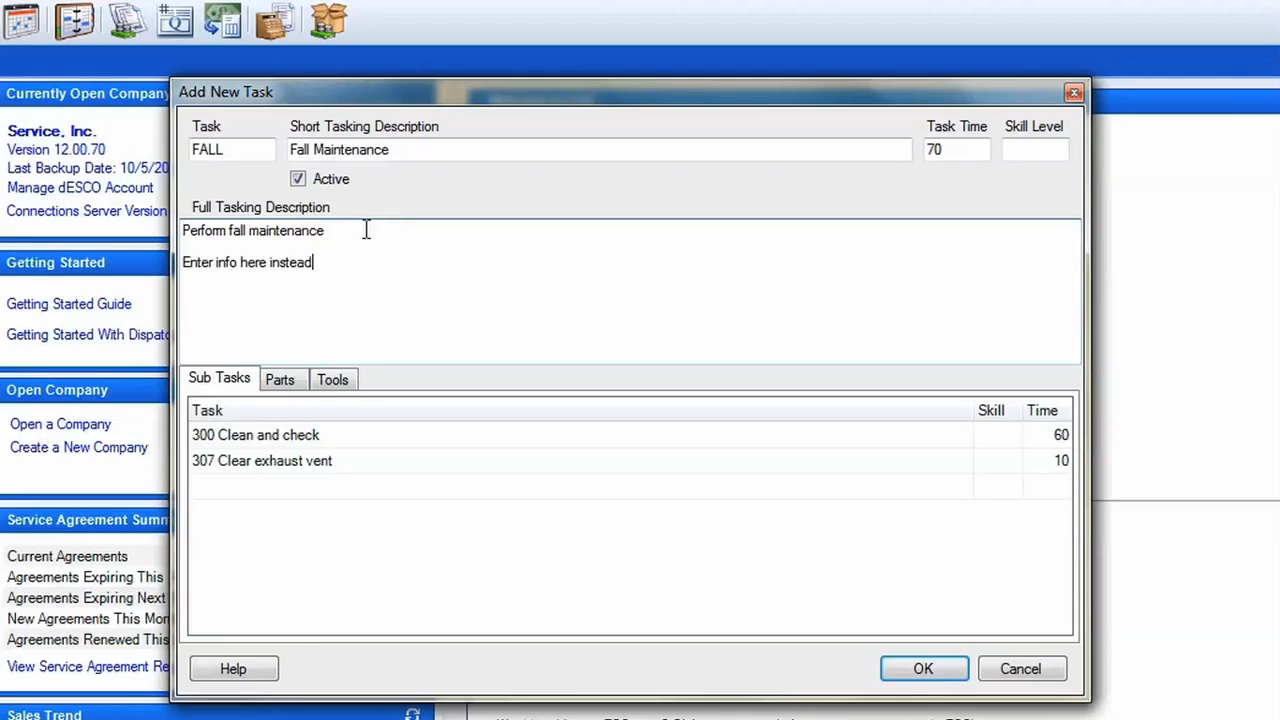 Add New Task
Currently Open Company
Service, Inc.
Version 12.00.70
Last Backup Date: 10/5/20
Manage dESCO Account
Connections Server Version
Getting Started
Getting Started Guide
Getting Started With Dispatc
Open Company
Open a Company
Create a New Company
Service Agreement Summ
Current Agreements
Agreements Expiring This
Agreements Expiring Next
New Agreements This Mon
Agreements Renewed This
View Service Agreement Re
Sales Trend
Task Short Tasking Description Task Time Skill Level
FALL Fall Maintenance 70
Active
Full Tasking Description
Perform fall maintenance
Enter info here instead
Sub Tasks Parts Tools
Task Skill Time
300 Clean and check 60
307 Clear exhaust vent 10
Help OK Cancel